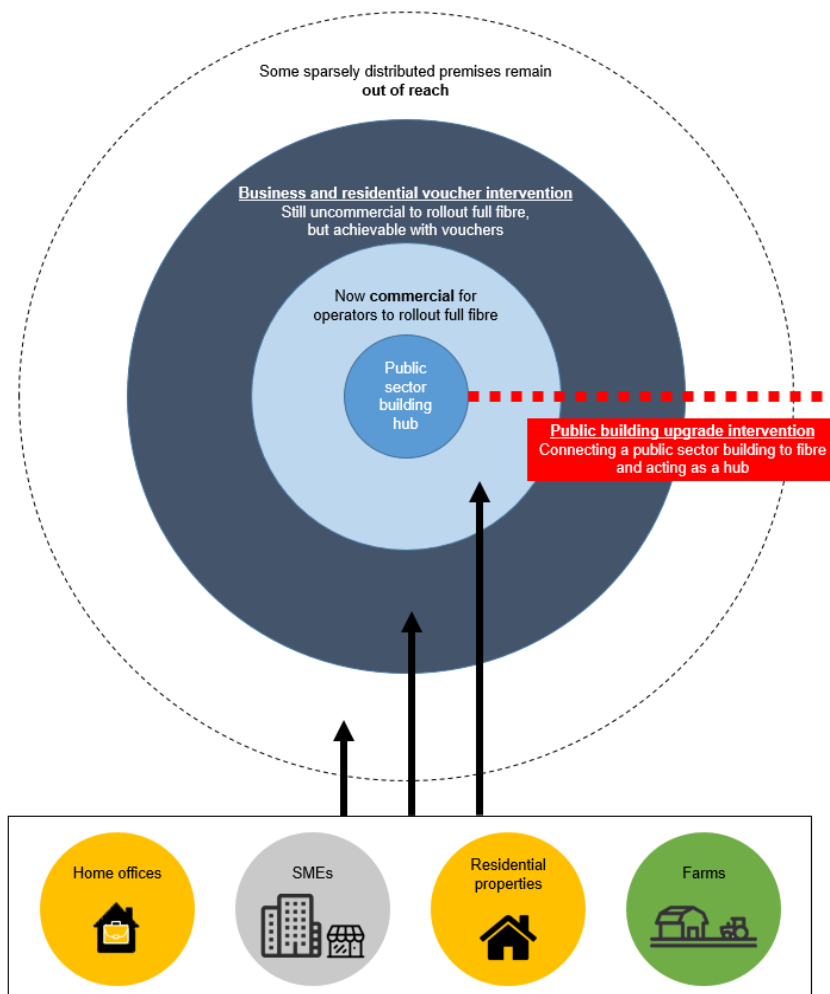 Some sparsely distributed premises remain
out of reach
Business and residential voucher intervention
Still uncommercial to rollout full fibre,
but achievable with vouchers
Now commercial for
operators to rollout full fibre
Public
sector
building
hub
Public building upgrade intervention
Connecting a public sector building to fibre
and acting as a hub
Home offices
SMEs
Residential
properties
Farms